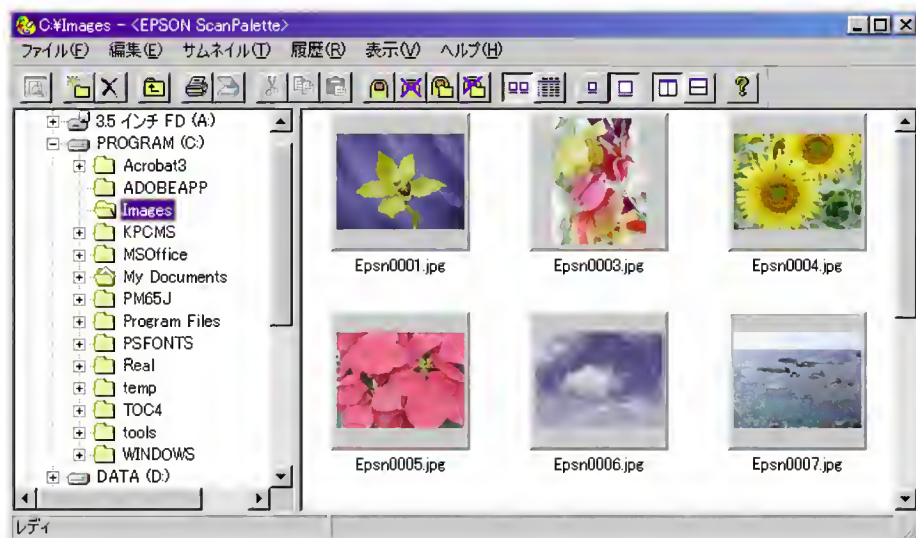 C:¥Images - <EPSON ScanPalette>
ファイル(F) 編集(E) サムネイル(T) 履歴(R) 表示(V) ヘルプ(H)
3.5 インチ FD (A:)
PROGRAM (C:)
Acrobat3
ADOBEAPP
Images
KPCMS
MSOffice
My Documents
PM65J
Program Files
PSFONTS
Real
temp
TOC4
tools
WINDOWS
DATA (D:)
Epsn0001.jpg
Epsn0003.jpg
Epsn0004.jpg
Epsn0005.jpg
Epsn0006.jpg
Epsn0007.jpg
レディ